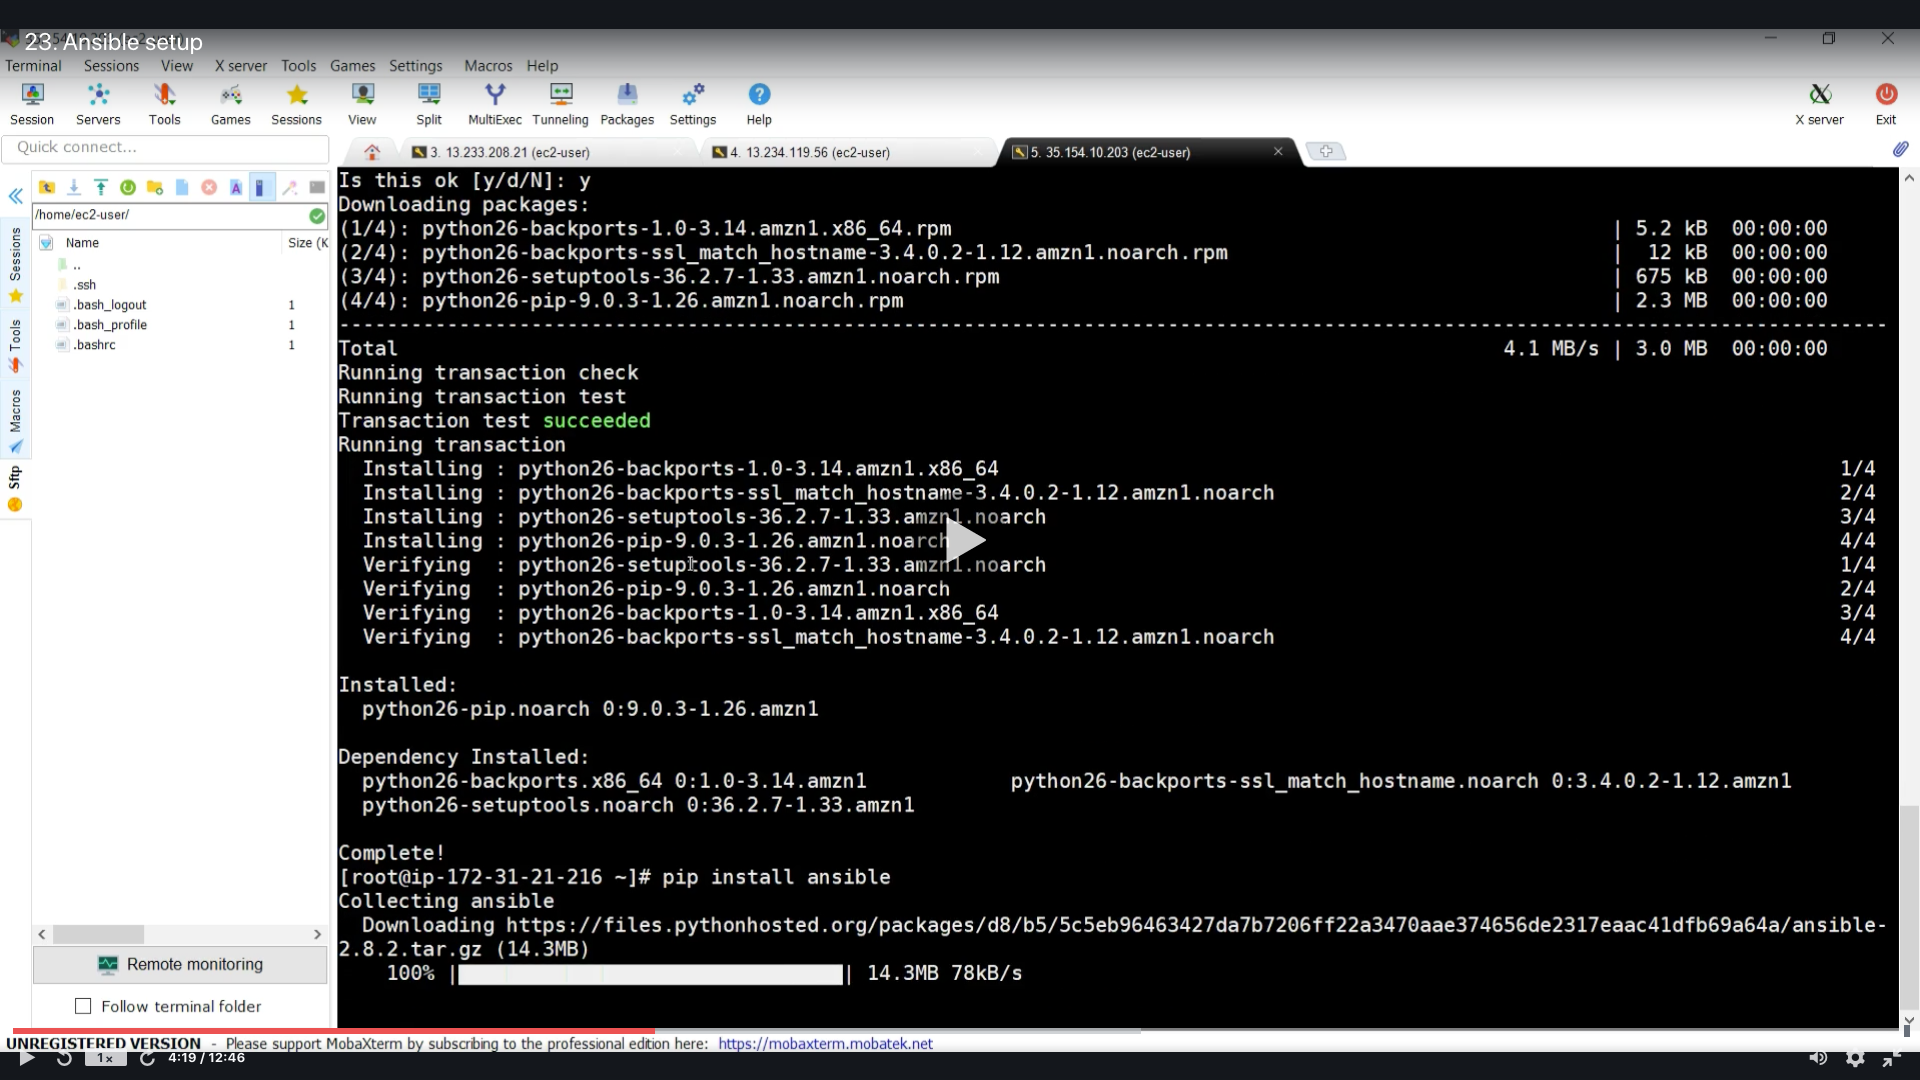 23. Ansible setup
Terminal Sessions View X server Tools Games Settings Macros Help
Session Servers Tools Games Sessions View Split MultiExec Tunneling Packages Settings Help X server Exit
Quick connect...
3. 13.233.208.21 (ec2-user)
4. 13.234.119.56 (ec2-user)
5. 35.154.10.203 (ec2-user)
/home/ec2-user/
Name Size (K
..
.ssh
.bash_logout 1
.bash_profile 1
.bashrc 1
Sessions
Tools
Macros
Sftp
Remote monitoring
Follow terminal folder
Is this ok [y/d/N]: y
Downloading packages:
(1/4): python26-backports-1.0-3.14.amzn1.x86_64.rpm | 5.2 kB 00:00:00
(2/4): python26-backports-ssl_match_hostname-3.4.0.2-1.12.amzn1.noarch.rpm | 12 kB 00:00:00
(3/4): python26-setuptools-36.2.7-1.33.amzn1.noarch.rpm | 675 kB 00:00:00
(4/4): python26-pip-9.0.3-1.26.amzn1.noarch.rpm | 2.3 MB 00:00:00
--------------------------------------------------------------------------------
Total 4.1 MB/s | 3.0 MB 00:00:00
Running transaction check
Running transaction test
Transaction test succeeded
Running transaction
Installing : python26-backports-1.0-3.14.amzn1.x86_64 1/4
Installing : python26-backports-ssl_match_hostname-3.4.0.2-1.12.amzn1.noarch 2/4
Installing : python26-setuptools-36.2.7-1.33.amzn1.noarch 3/4
Installing : python26-pip-9.0.3-1.26.amzn1.noarch 4/4
Verifying : python26-setuptools-36.2.7-1.33.amzn1.noarch 1/4
Verifying : python26-pip-9.0.3-1.26.amzn1.noarch 2/4
Verifying : python26-backports-1.0-3.14.amzn1.x86_64 3/4
Verifying : python26-backports-ssl_match_hostname-3.4.0.2-1.12.amzn1.noarch 4/4
Installed:
python26-pip.noarch 0:9.0.3-1.26.amzn1
Dependency Installed:
python26-backports.x86_64 0:1.0-3.14.amzn1 python26-backports-ssl_match_hostname.noarch 0:3.4.0.2-1.12.amzn1
python26-setuptools.noarch 0:36.2.7-1.33.amzn1
Complete!
[root@ip-172-31-21-216 ~]# pip install ansible
Collecting ansible
Downloading https://files.pythonhosted.org/packages/d8/b5/5c5eb96463427da7b7206ff22a3470aae374656de2317eaac41dfb69a64a/ansible-
2.8.2.tar.gz (14.3MB)
100% | | 14.3MB 78kB/s
UNREGISTERED VERSION - Please support MobaXterm by subscribing to the professional edition here: https://mobaxterm.mobatek.net
1x 4:19 / 12:46